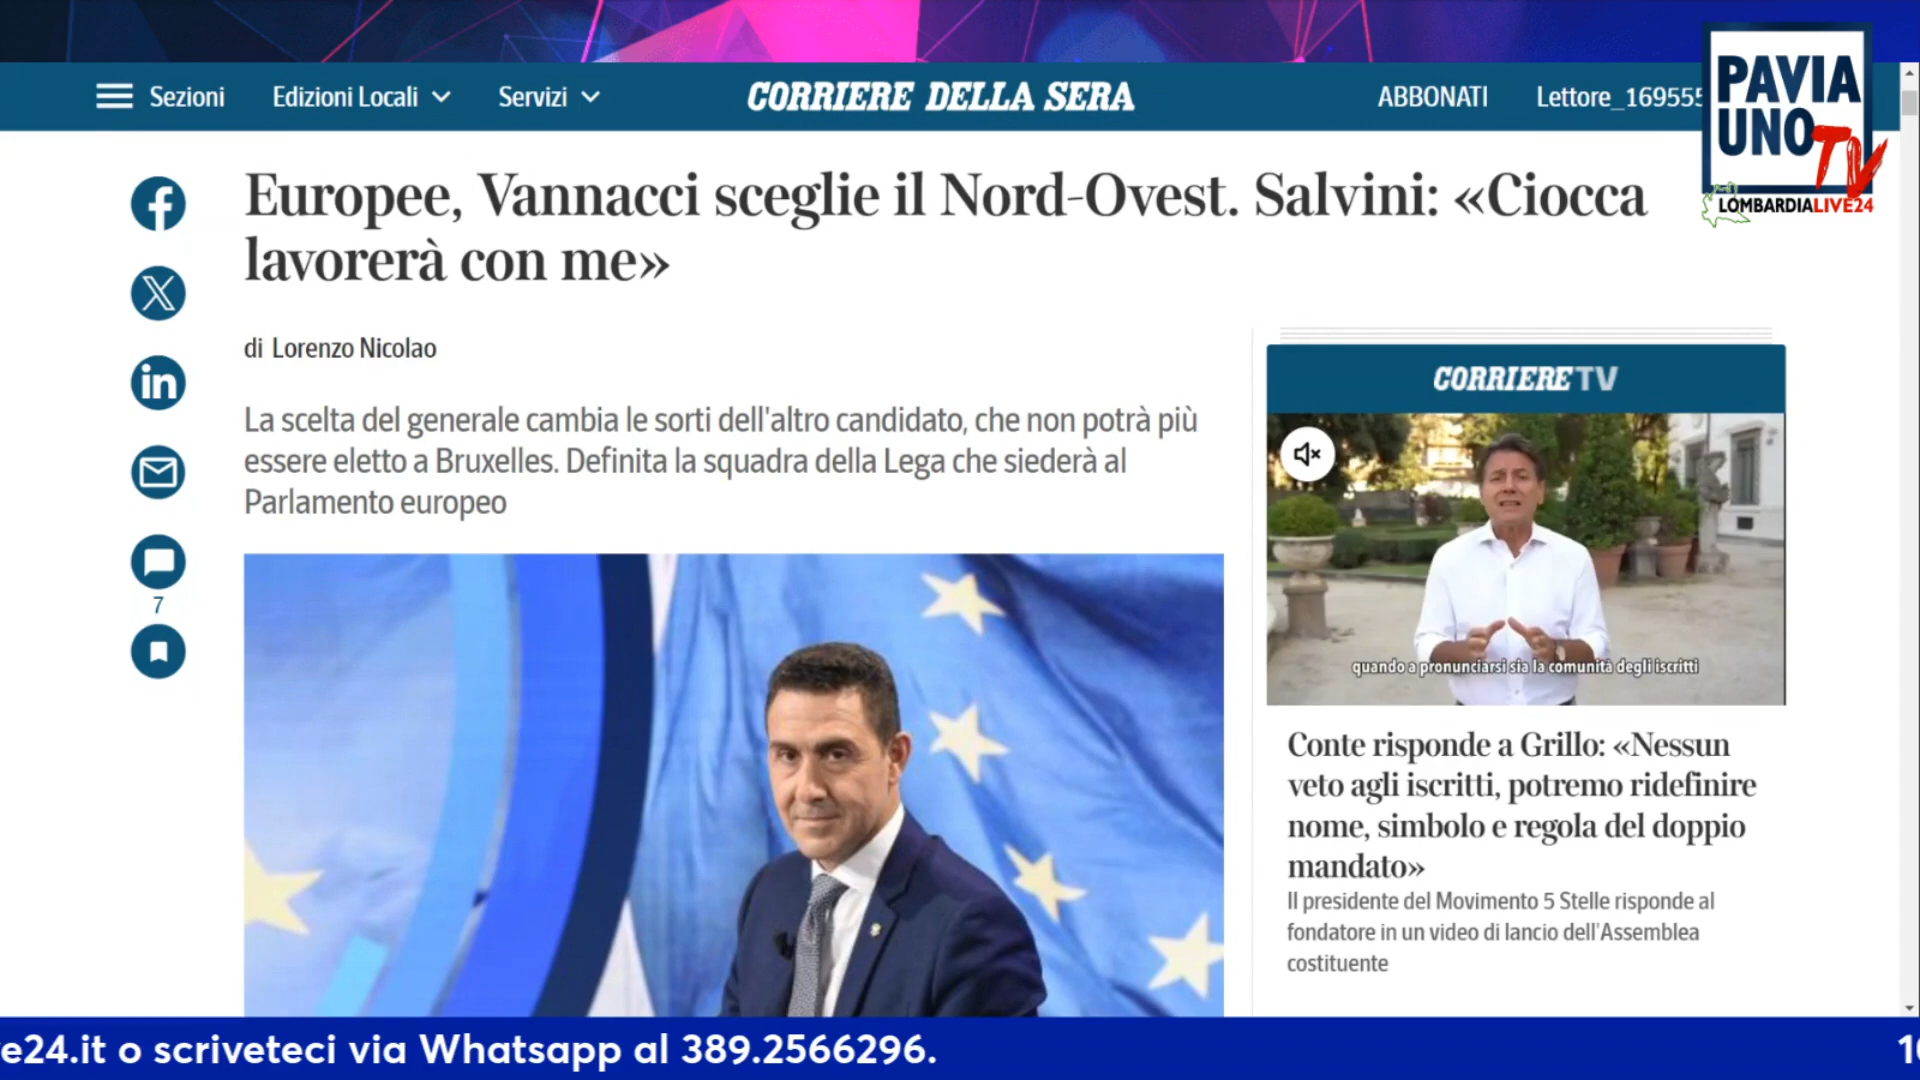 Sezioni
Edizioni Locali
Servizi
CORRIERE DELLA SERA
ABBONATI
Lettore_169555
PAVIA
UNO TV
LOMBARDIALIVE24
Europee, Vannacci sceglie il Nord-Ovest. Salvini: «Ciocca
lavorerà con me»
di Lorenzo Nicolao
La scelta del generale cambia le sorti dell'altro candidato, che non potrà più
essere eletto a Bruxelles. Definita la squadra della Lega che siederà al
Parlamento europeo
7
CORRIERE TV
quando a pronunciarsi sia la comunità degli iscritti
Conte risponde a Grillo: «Nessun
veto agli iscritti, potremo ridefinire
nome, simbolo e regola del doppio
mandato»
Il presidente del Movimento 5 Stelle risponde al
fondatore in un video di lancio dell'Assemblea
costituente
e24.it o scriveteci via Whatsapp al 389.2566296.